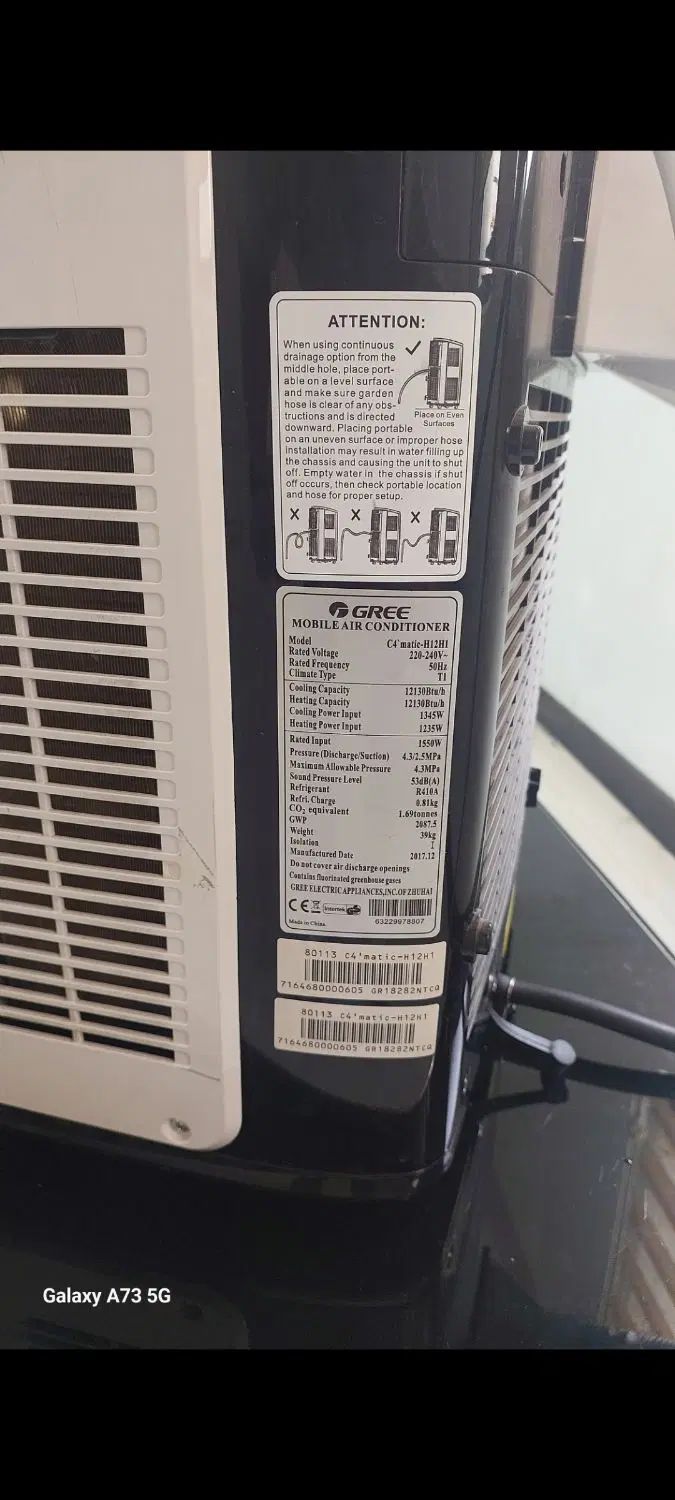 ATTENTION:
When using continuous
drainage option from the
middle hole, place port-
able on a level surface
and make sure garden
hose is clear of any obs-
tructions and is directed
downward. Placing portable
on an uneven surface or improper hose
installation may result in water filling up
the chassis and causing the unit to shut
off. Empty water in the chassis if shut
off occurs, then check portable location
and hose for proper setup.
Place on Even
Surfaces
X X X
GREE
MOBILE AIR CONDITIONER
Model C4'matic-H12H1
Rated Voltage 220-240V~
Rated Frequency 50Hz
Climate Type T1
Cooling Capacity 12130Btu/h
Heating Capacity 12130Btu/h
Cooling Power Input 1345W
Heating Power Input 1235W
Rated Input 1550W
Pressure (Discharge/Suction) 4.3/2.5MPa
Maximum Allowable Pressure 4.3MPa
Sound Pressure Level 53dB(A)
Refrigerant R410A
Refri. Charge 0.81kg
CO₂ equivalent 1.69tonnes
GWP 2087.5
Weight 39kg
Isolation I
Manufactured Date 2017.12
Do not cover air discharge openings
Contains fluorinated greenhouse gases
GREE ELECTRIC APPLIANCES,INC.OF ZHUHAI
CE Intertek
Made in China 63229978807
80113 C4'matic-H12H1
7164680000605 GR18282NTCQ
80113 C4'matic-H12H1
7164680000605 GR18282NTCQ
Galaxy A73 5G